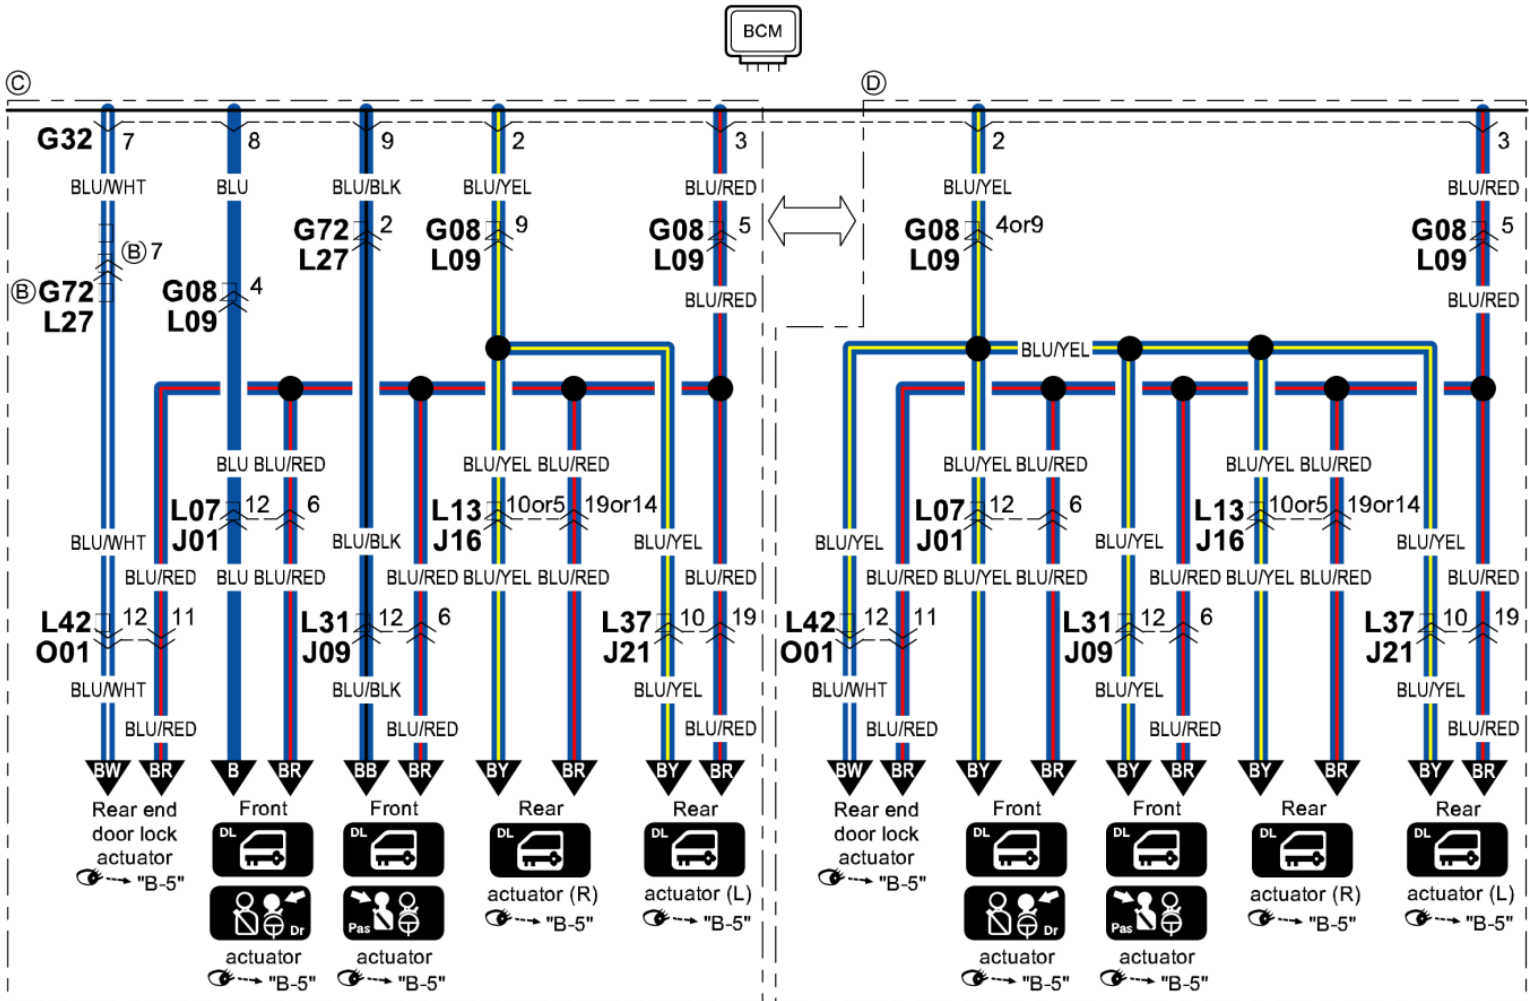 BCM
C D
G32 7 8 9 2 3 2 3
BLU/WHT BLU BLU/BLK BLU/YEL BLU/RED BLU/YEL BLU/RED
G72 2 G08 9 G08 5 G08 4or9 G08 5
L27 L09 L09 L09 L09
B 7
B G72 G08 4 BLU/RED BLU/RED
L27 L09
BLU/YEL
BLU BLU/RED BLU/YEL BLU/RED BLU/YEL BLU/RED BLU/YEL BLU/RED
L07 12 6 L13 10or5 19or14 L07 12 6 L13 10or5 19or14
J01 J16 J01 J16
BLU/WHT BLU/BLK BLU/YEL BLU/YEL BLU/YEL BLU/YEL
BLU/RED BLU BLU/RED BLU/RED BLU/YEL BLU/RED BLU/RED BLU/RED BLU/YEL BLU/RED BLU/RED BLU/YEL BLU/RED BLU/RED
L42 12 11 L31 12 6 L37 10 19 L42 12 11 L31 12 6 L37 10 19
O01 J09 J21 O01 J09 J21
BLU/WHT BLU/BLK BLU/YEL BLU/WHT BLU/YEL BLU/YEL
BLU/RED BLU/RED BLU/RED BLU/RED BLU/RED BLU/RED
BW BR B BR BB BR BY BR BY BR BW BR BY BR BY BR BY BR BY BR
Rear end Front Front Rear Rear Rear end Front Front Rear Rear
door lock DL DL DL DL door lock DL DL DL DL
actuator actuator
"B-5" "B-5"
actuator (R) actuator (L) actuator (R) actuator (L)
"B-5" "B-5" "B-5" "B-5"
Dr Pas Dr Pas
actuator actuator actuator actuator
"B-5" "B-5" "B-5" "B-5"